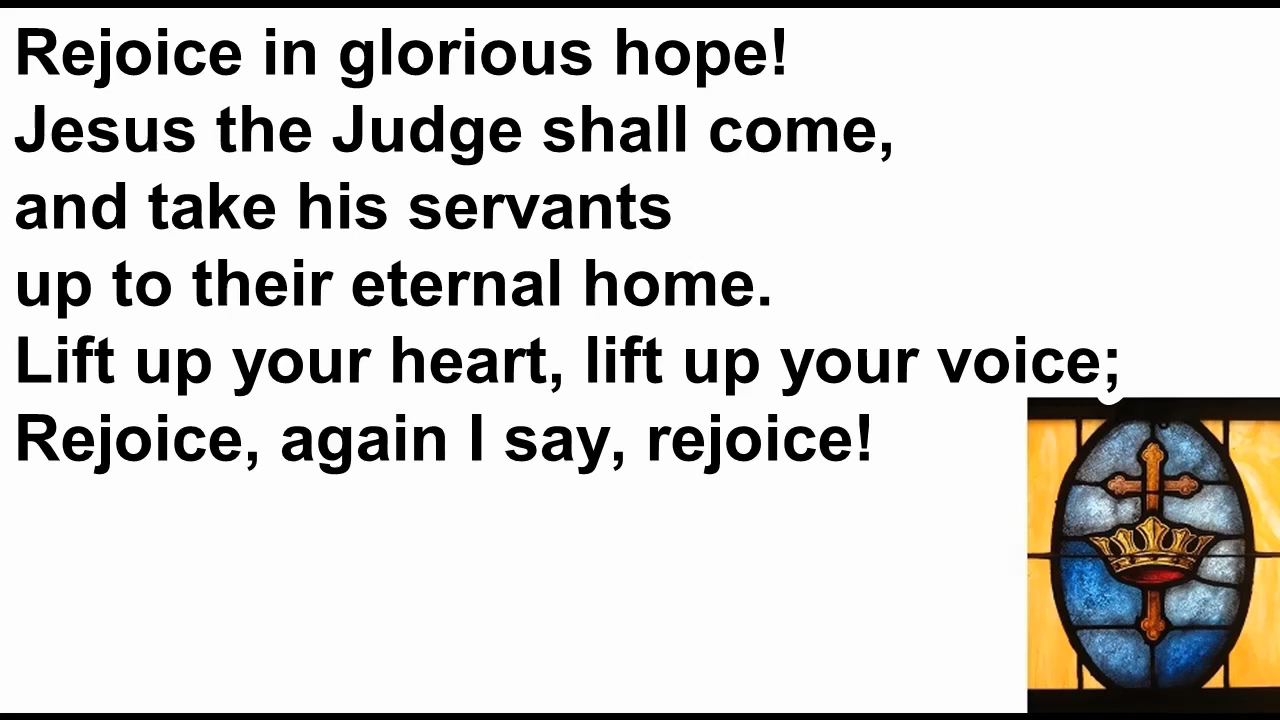 Rejoice in glorious hope!
Jesus the Judge shall come,
and take his servants
up to their eternal home.
Lift up your heart, lift up your voice;
Rejoice, again I say, rejoice!